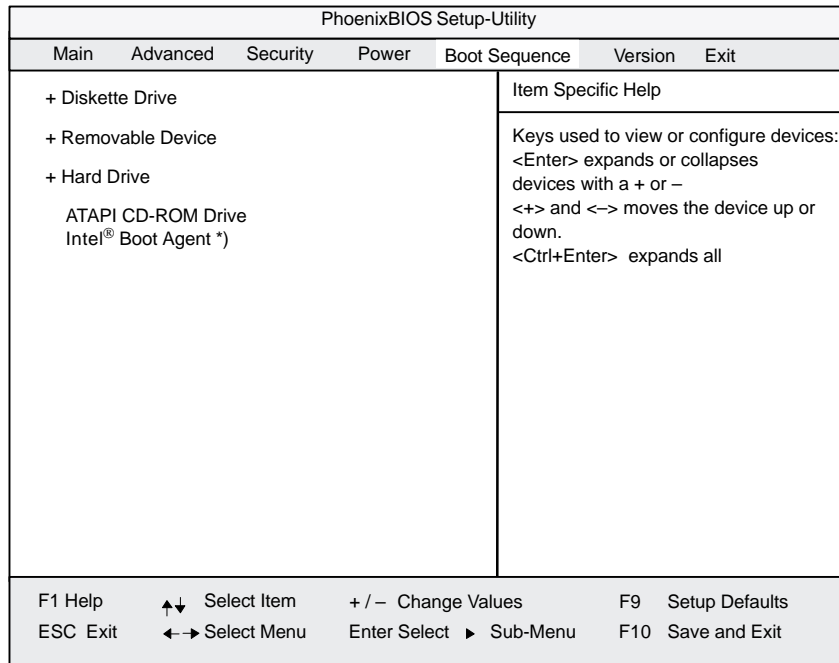 PhoenixBIOS Setup-Utility
Main Advanced Security Power Boot Sequence Version Exit
+ Diskette Drive
+ Removable Device
+ Hard Drive
ATAPI CD-ROM Drive
Intel® Boot Agent *)
Item Specific Help
Keys used to view or configure devices:
<Enter> expands or collapses
devices with a + or –
<+> and <–> moves the device up or
down.
<Ctrl+Enter> expands all
F1 Help Select Item + / – Change Values F9 Setup Defaults
ESC Exit Select Menu Enter Select Sub-Menu F10 Save and Exit